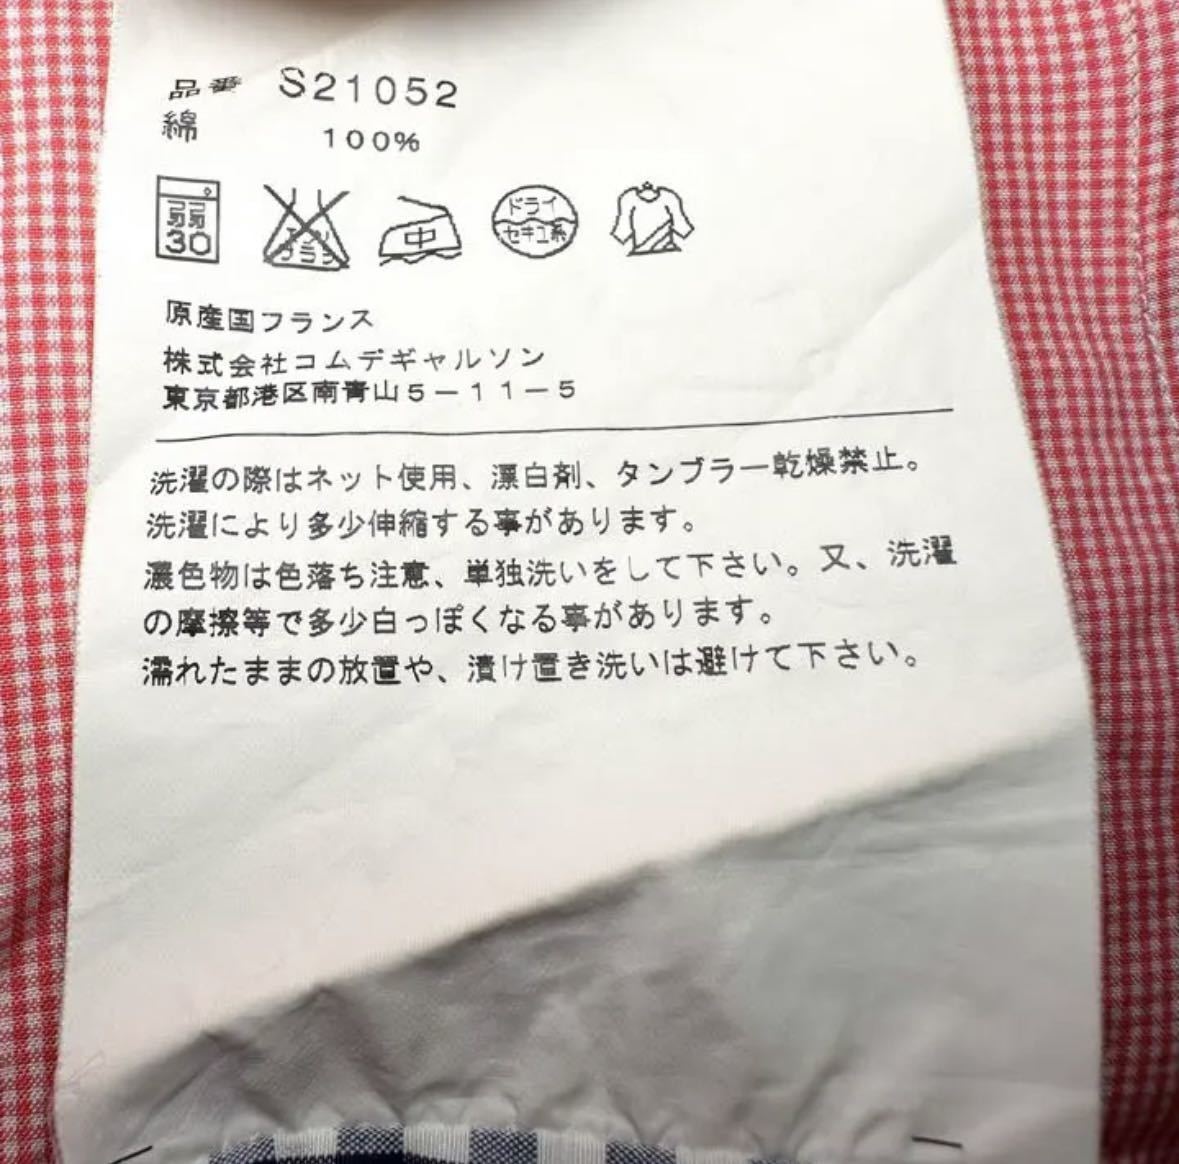 品番 S21052
綿 100%
弱 30 エンソ サラシ 中 ドライ セキユ系
原産国フランス
株式会社コムデギャルソン
東京都港区南青山5-11-5
洗濯の際はネット使用、漂白剤、タンブラー乾燥禁止。
洗濯により多少伸縮する事があります。
濃色物は色落ち注意、単独洗いをして下さい。又、洗濯
の摩擦等で多少白っぽくなる事があります。
濡れたままの放置や、漬け置き洗いは避けて下さい。